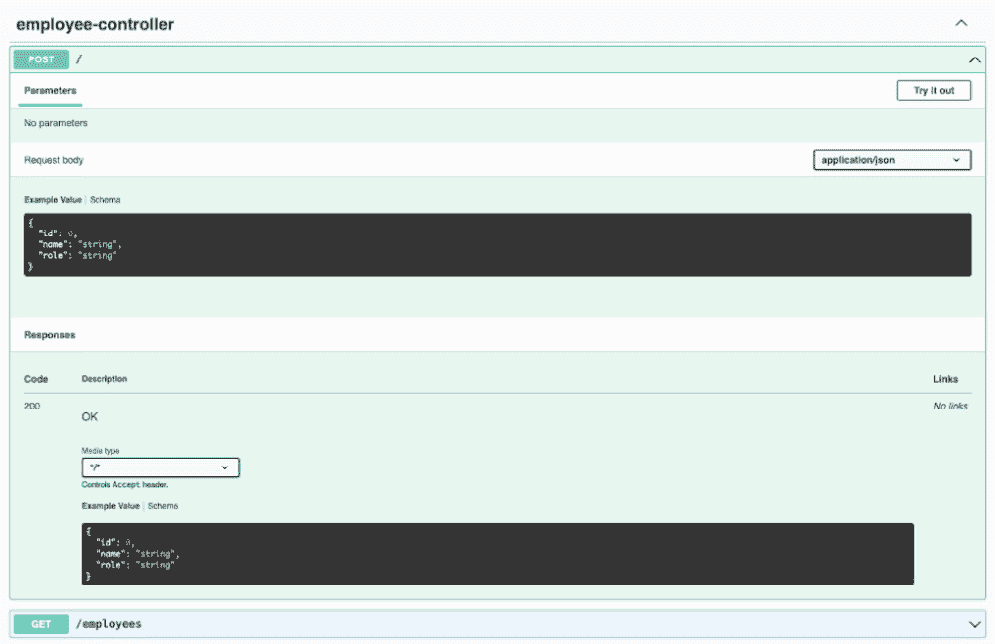 employee-controller
POST /
Parameters
Try it out
No parameters
Request body
application/json
Example Value | Schema
{
"id": 0,
"name": "string",
"role": "string"
}
Responses
Code Description Links
200 OK No links
Media type
*/*
Controls Accept header.
Example Value | Schema
{
"id": 0,
"name": "string",
"role": "string"
}
GET /employees